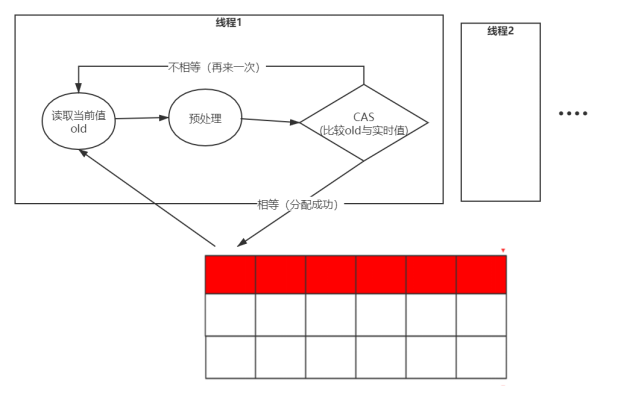 线程1
线程2
不相等（再来一次）
读取当前值
old
预处理
CAS
(比较old与实时值)
相等（分配成功）